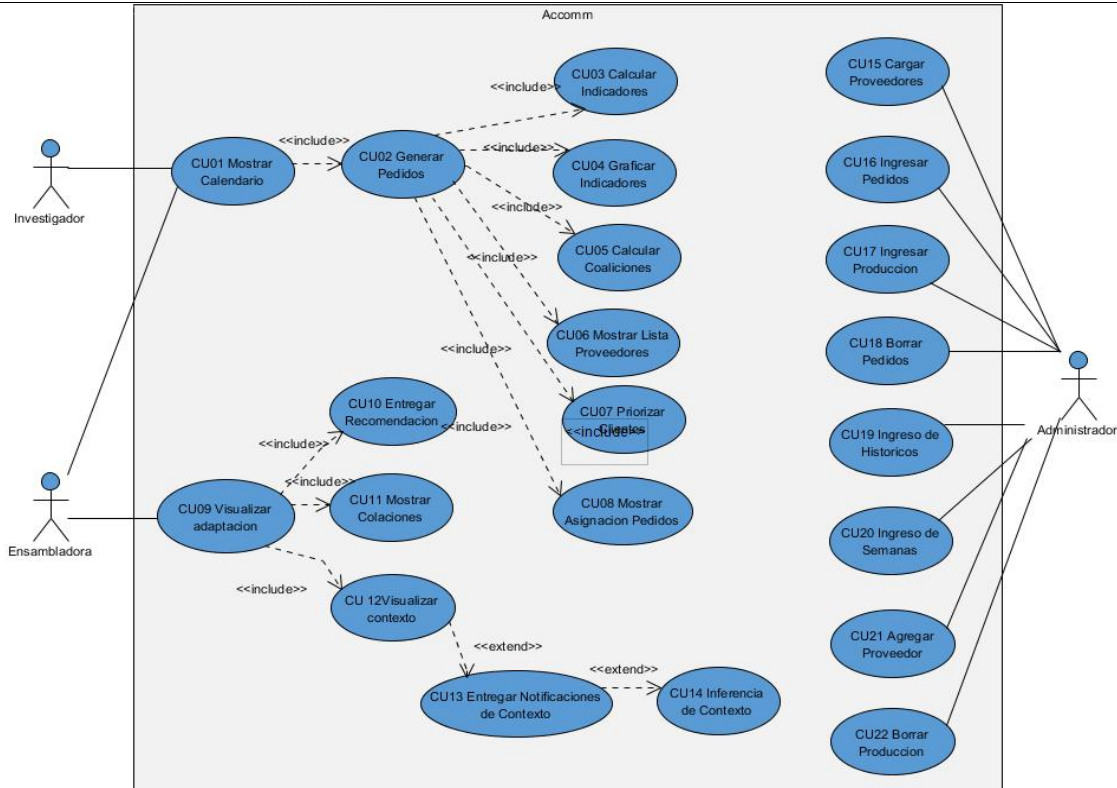 Accomm
CU03 Calcular
Indicadores
<<include>>
CU15 Cargar
Proveedores
<<include>>
CU01 Mostrar
Calendario
CU02 Generar
Pedidos
<<include>>
CU04 Graficar
Indicadores
CU16 Ingresar
Pedidos
Investigador
<<include>>
CU05 Calcular
Coaliciones
<<include>>
CU17 Ingresar
Produccion
CU06 Mostrar Lista
Proveedores
<<include>>
CU18 Borrar
Pedidos
CU10 Entregar
Recomendacion
<<include>>
<<include>>
CU07 Priorizar
Clientes
<<include>>
Administrador
CU19 Ingreso de
Historicos
<<include>>
CU11 Mostrar
Colaciones
CU09 Visualizar
adaptacion
Ensambladora
CU08 Mostrar
Asignacion Pedidos
CU20 Ingreso de
Semanas
<<include>>
CU 12Visualizar
contexto
<<extend>>
CU21 Agregar
Proveedor
<<extend>>
CU13 Entregar Notificaciones
de Contexto
CU14 Inferencia
de Contexto
CU22 Borrar
Produccion